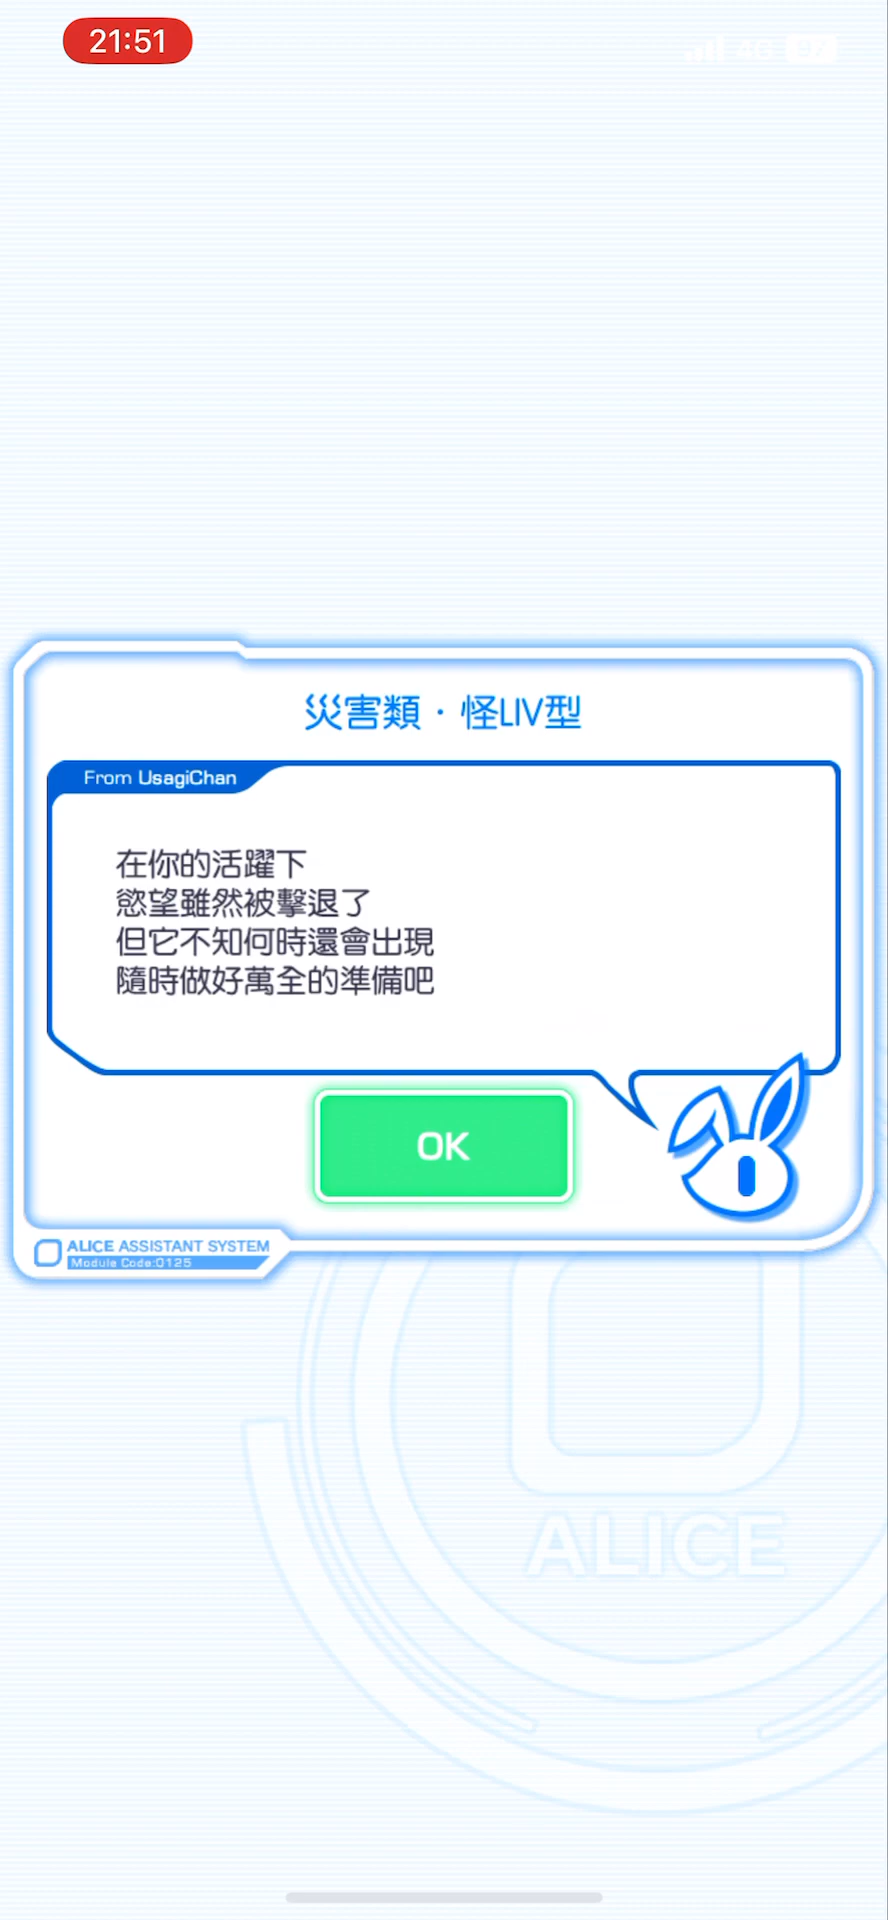 21:51
4G 97
災害類・怪LIV型
From UsagiChan
在你的活躍下
慾望雖然被擊退了
但它不知何時還會出現
隨時做好萬全的準備吧
OK
ALICE ASSISTANT SYSTEM
Module Code:0125
ALICE